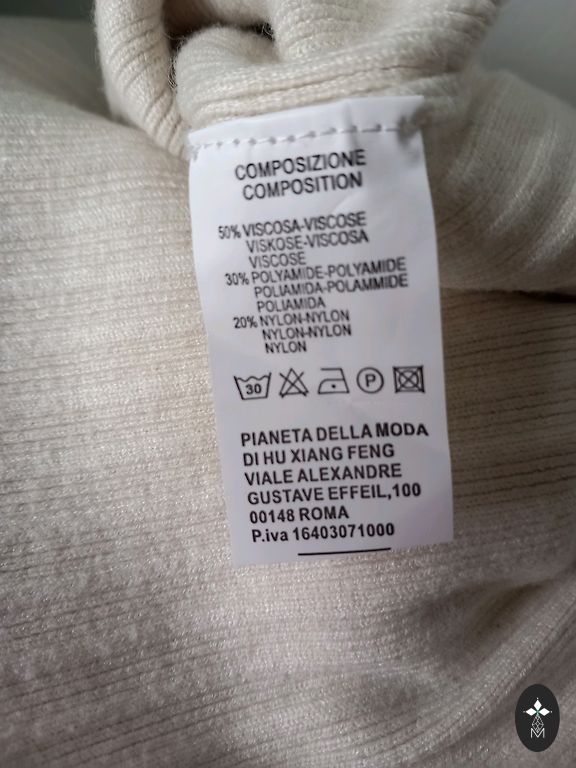 COMPOSIZIONE
COMPOSITION
50% VISCOSA-VISCOSE
VISKOSE-VISCOSA
VISCOSE
30% POLYAMIDE-POLYAMIDE
POLIAMIDA-POLAMMIDE
POLIAMIDA
20% NYLON-NYLON
NYLON-NYLON
NYLON
30 P
PIANETA DELLA MODA
DI HU XIANG FENG
VIALE ALEXANDRE
GUSTAVE EFFEIL,100
00148 ROMA
P.iva 16403071000
M